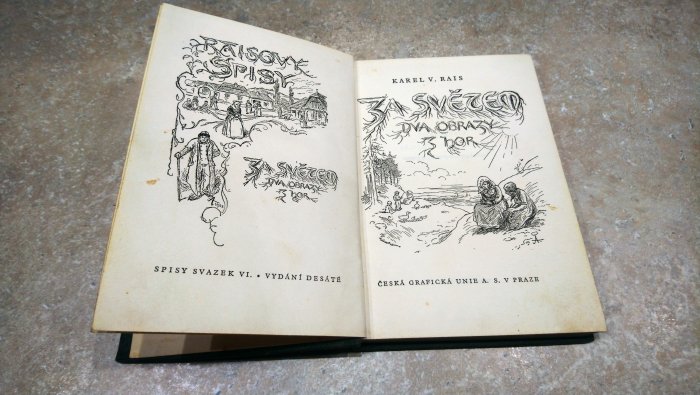 RAISOVY
SPISY
ZA SVĚTEM
DVA OBRAZY
Z HOR
SPISY SVAZEK VI. • VYDÁNÍ DESÁTÉ
KAREL V. RAIS
ZA SVĚTEM
DVA OBRAZY
Z HOR
ČESKÁ GRAFICKÁ UNIE A. S. V PRAZE